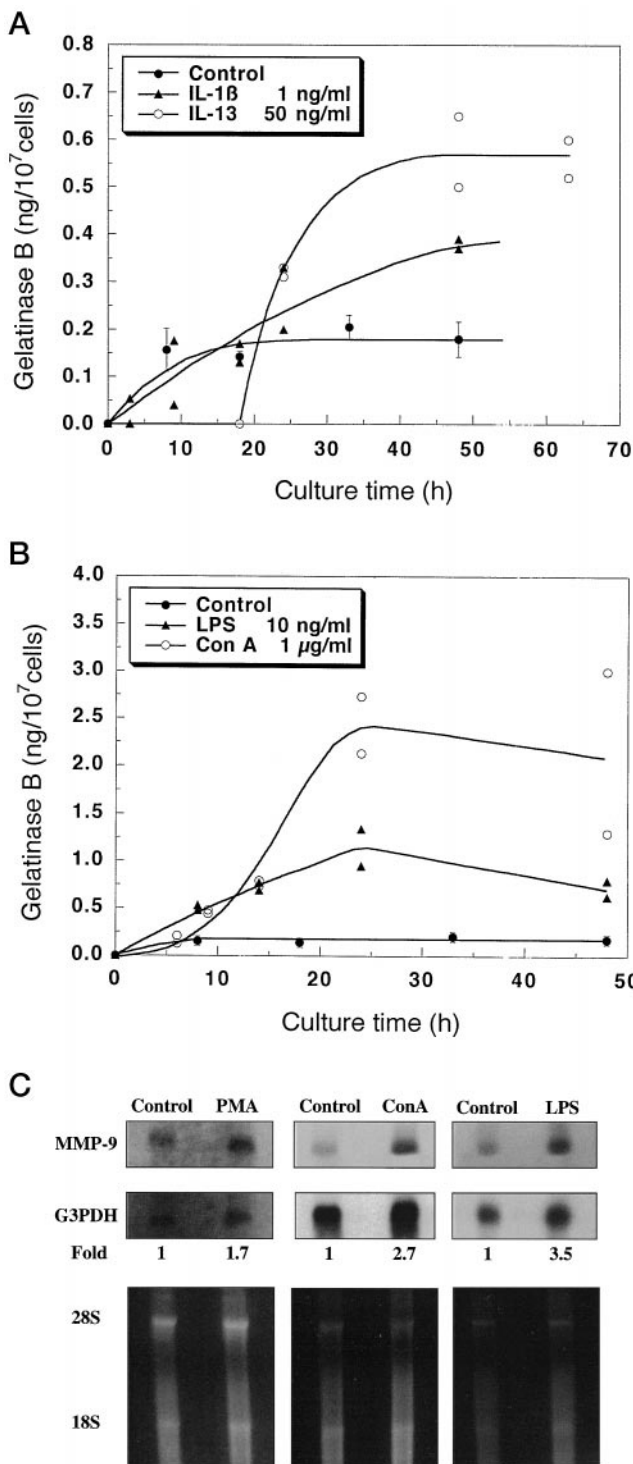 A
Gelatinase B (ng/10⁷cells)
0.8
0.7
0.6
0.5
0.4
0.3
0.2
0.1
0.0
Control
IL-1ß 1 ng/ml
IL-13 50 ng/ml
0 10 20 30 40 50 60 70
Culture time (h)
B
Gelatinase B (ng/10⁷cells)
4.0
3.5
3.0
2.5
2.0
1.5
1.0
0.5
0.0
Control
LPS 10 ng/ml
Con A 1 µg/ml
0 10 20 30 40 50
Culture time (h)
C
Control PMA Control ConA Control LPS
MMP-9
G3PDH
Fold 1 1.7 1 2.7 1 3.5
28S
18S